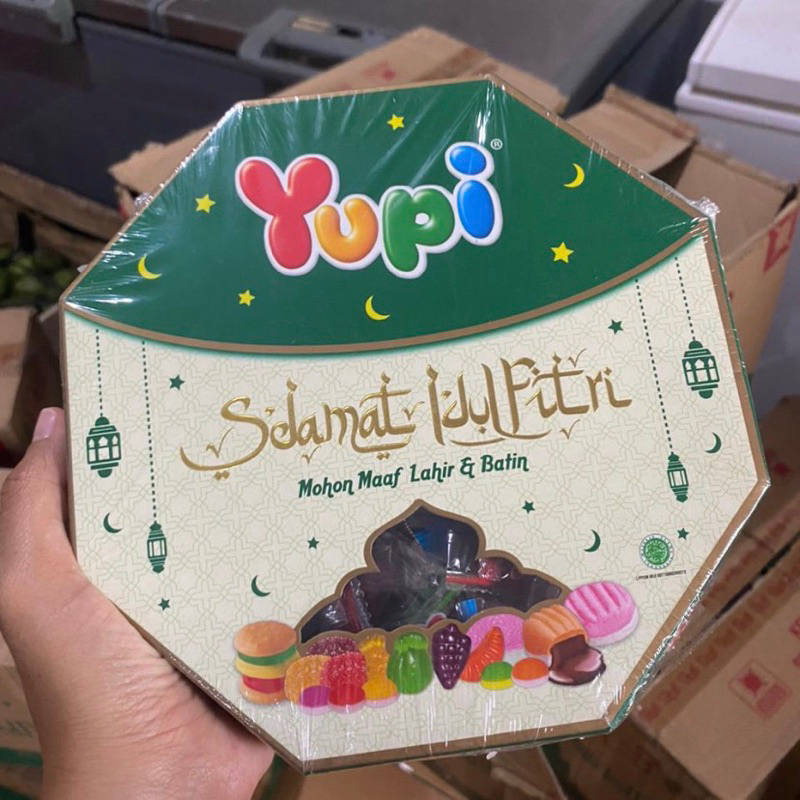 Yupi®
Selamat Idul Fitri
Mohon Maaf Lahir & Batin